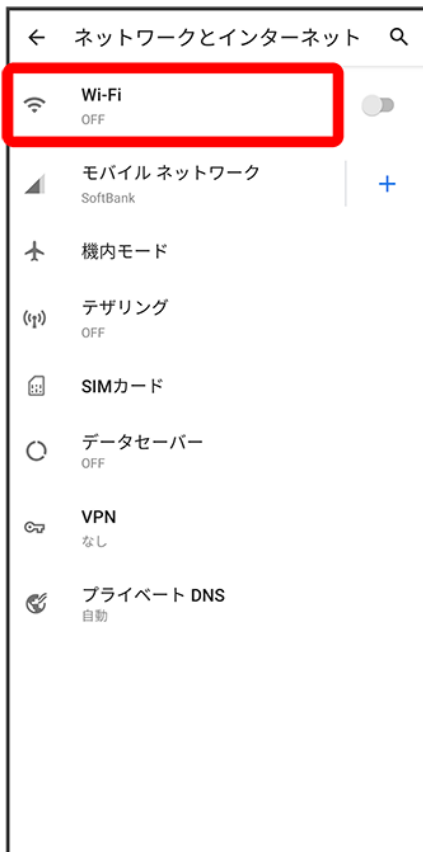 ネットワークとインターネット
Wi-Fi
OFF
モバイル ネットワーク
SoftBank
機内モード
テザリング
OFF
SIMカード
データセーバー
OFF
VPN
なし
プライベート DNS
自動